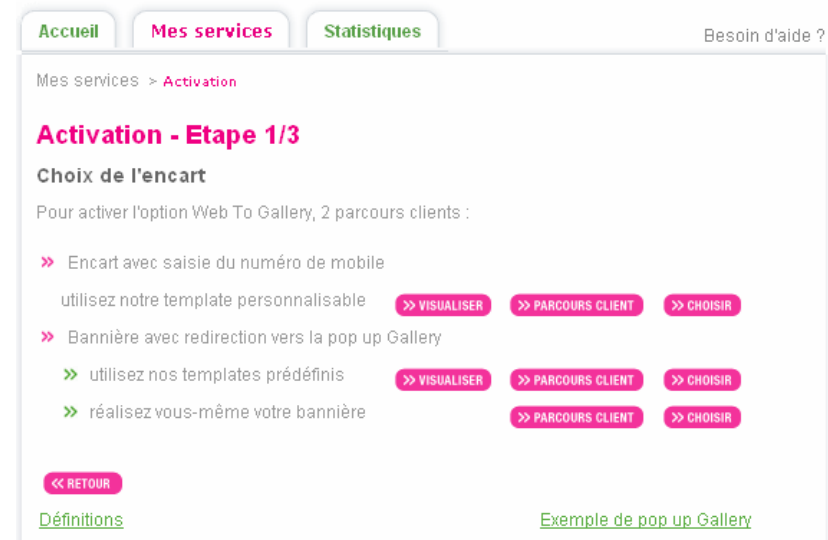 Accueil Mes services Statistiques Besoin d'aide ?
Mes services > Activation
Activation - Etape 1/3
Choix de l'encart
Pour activer l'option Web To Gallery, 2 parcours clients :
» Encart avec saisie du numéro de mobile
utilisez notre template personnalisable » VISUALISER » PARCOURS CLIENT » CHOISIR
» Bannière avec redirection vers la pop up Gallery
» utilisez nos templates prédéfinis » VISUALISER » PARCOURS CLIENT » CHOISIR
» réalisez vous-même votre bannière » PARCOURS CLIENT » CHOISIR
« RETOUR
Définitions Exemple de pop up Gallery